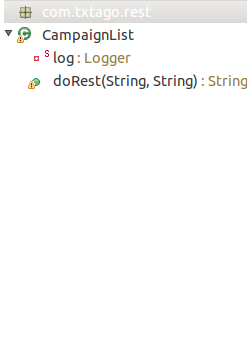 com.txtago.rest
CampaignList
S log : Logger
doRest(String, String) : String